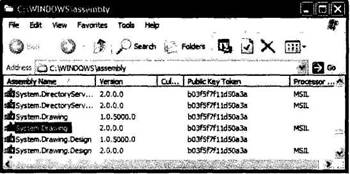 C:\WINDOWS\assembly
File Edit View Favorites Tools Help
Search Folders
Address C:\WINDOWS\assembly Go
Assembly Name Version Cul... Public Key Token Processor ...
System.DirectoryServ... 2.0.0.0 b03f5f7f11d50a3a MSIL
System.DirectoryServ... 2.0.0.0 b03f5f7f11d50a3a MSIL
System.Drawing 1.0.5000.0 b03f5f7f11d50a3a
System.Drawing 2.0.0.0 b03f5f7f11d50a3a MSIL
System.Drawing.Design 1.0.5000.0 b03f5f7f11d50a3a
System.Drawing.Design 2.0.0.0 b03f5f7f11d50a3a MSIL